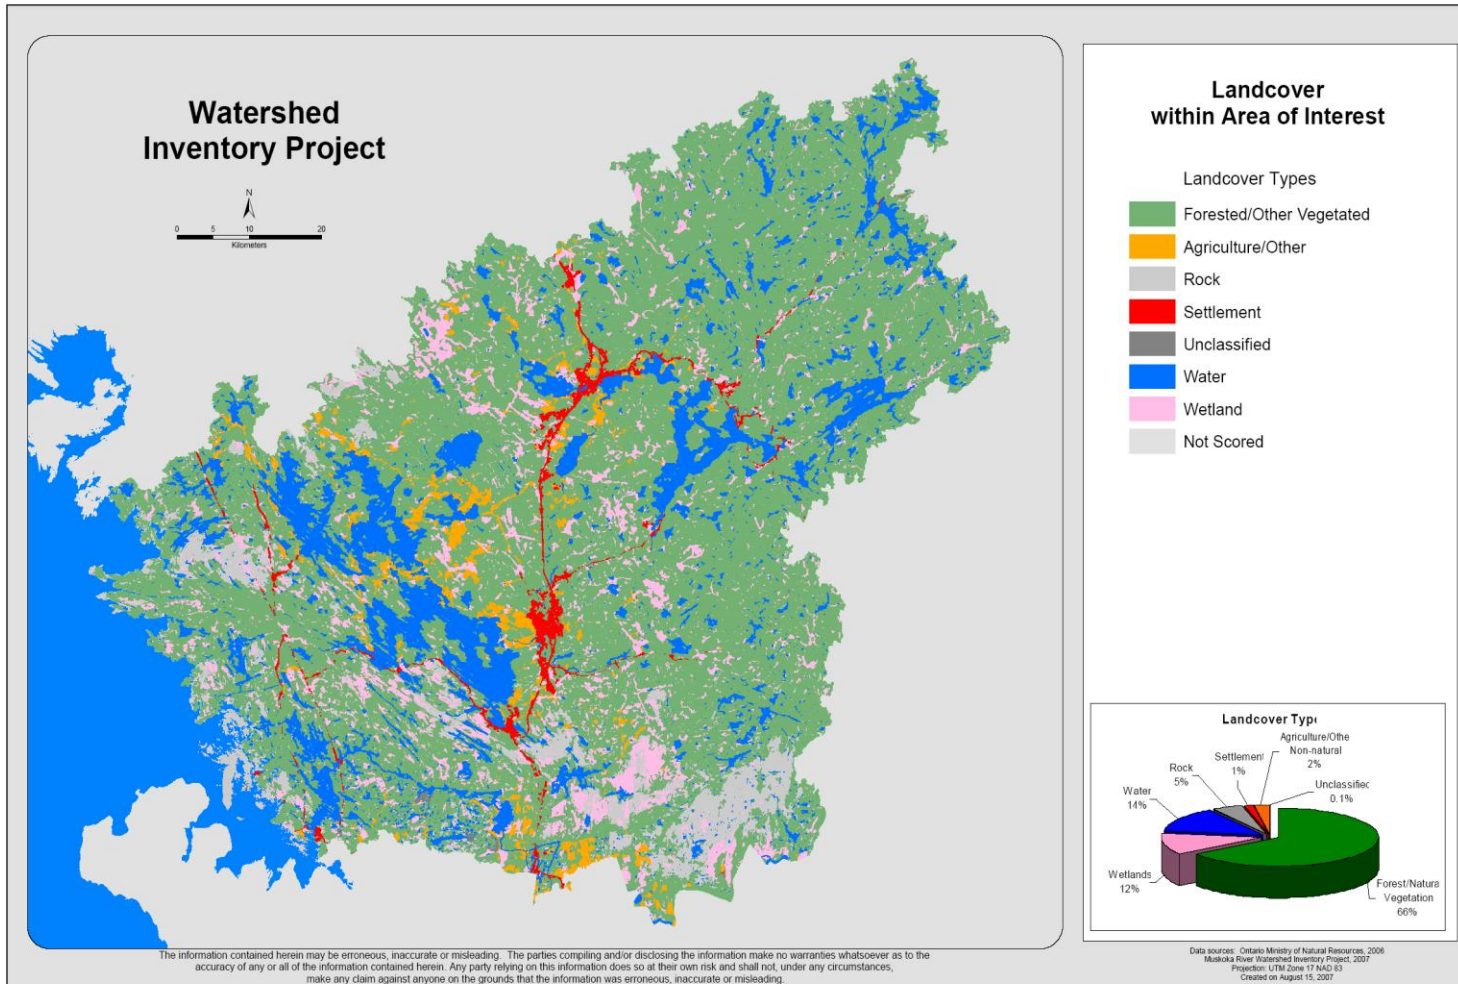 Watershed
Inventory Project
N
0 5 10 20
Kilometers
Landcover
within Area of Interest
Landcover Types
Forested/Other Vegetated
Agriculture/Other
Rock
Settlement
Unclassified
Water
Wetland
Not Scored
Landcover Type
Agriculture/Othe
Non-natural
2%
Settlement
1%
Rock
5%
Unclassified
0.1%
Water
14%
Wetlands
12%
Forest/Natura
Vegetation
66%
The information contained herein may be erroneous, inaccurate or misleading. The parties compiling and/or disclosing the information make no warranties whatsoever as to the
accuracy of any or all of the information contained herein. Any party relying on this information does so at their own risk and shall not, under any circumstances,
make any claim against anyone on the grounds that the information was erroneous, inaccurate or misleading.
Data sources: Ontario Ministry of Natural Resources, 2006
Muskoka River Watershed Inventory Project, 2007
Projection: UTM Zone 17 NAD 83
Created on August 15, 2007